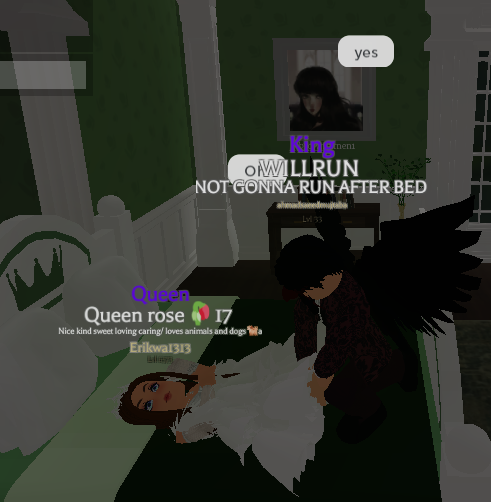 yes
King
WILLRUN
NOT GONNA RUN AFTER BED
Queen
Queen rose 🌹 17
Nice kind sweet loving caring/ loves animals and dogs🐕a
Erikwa1313